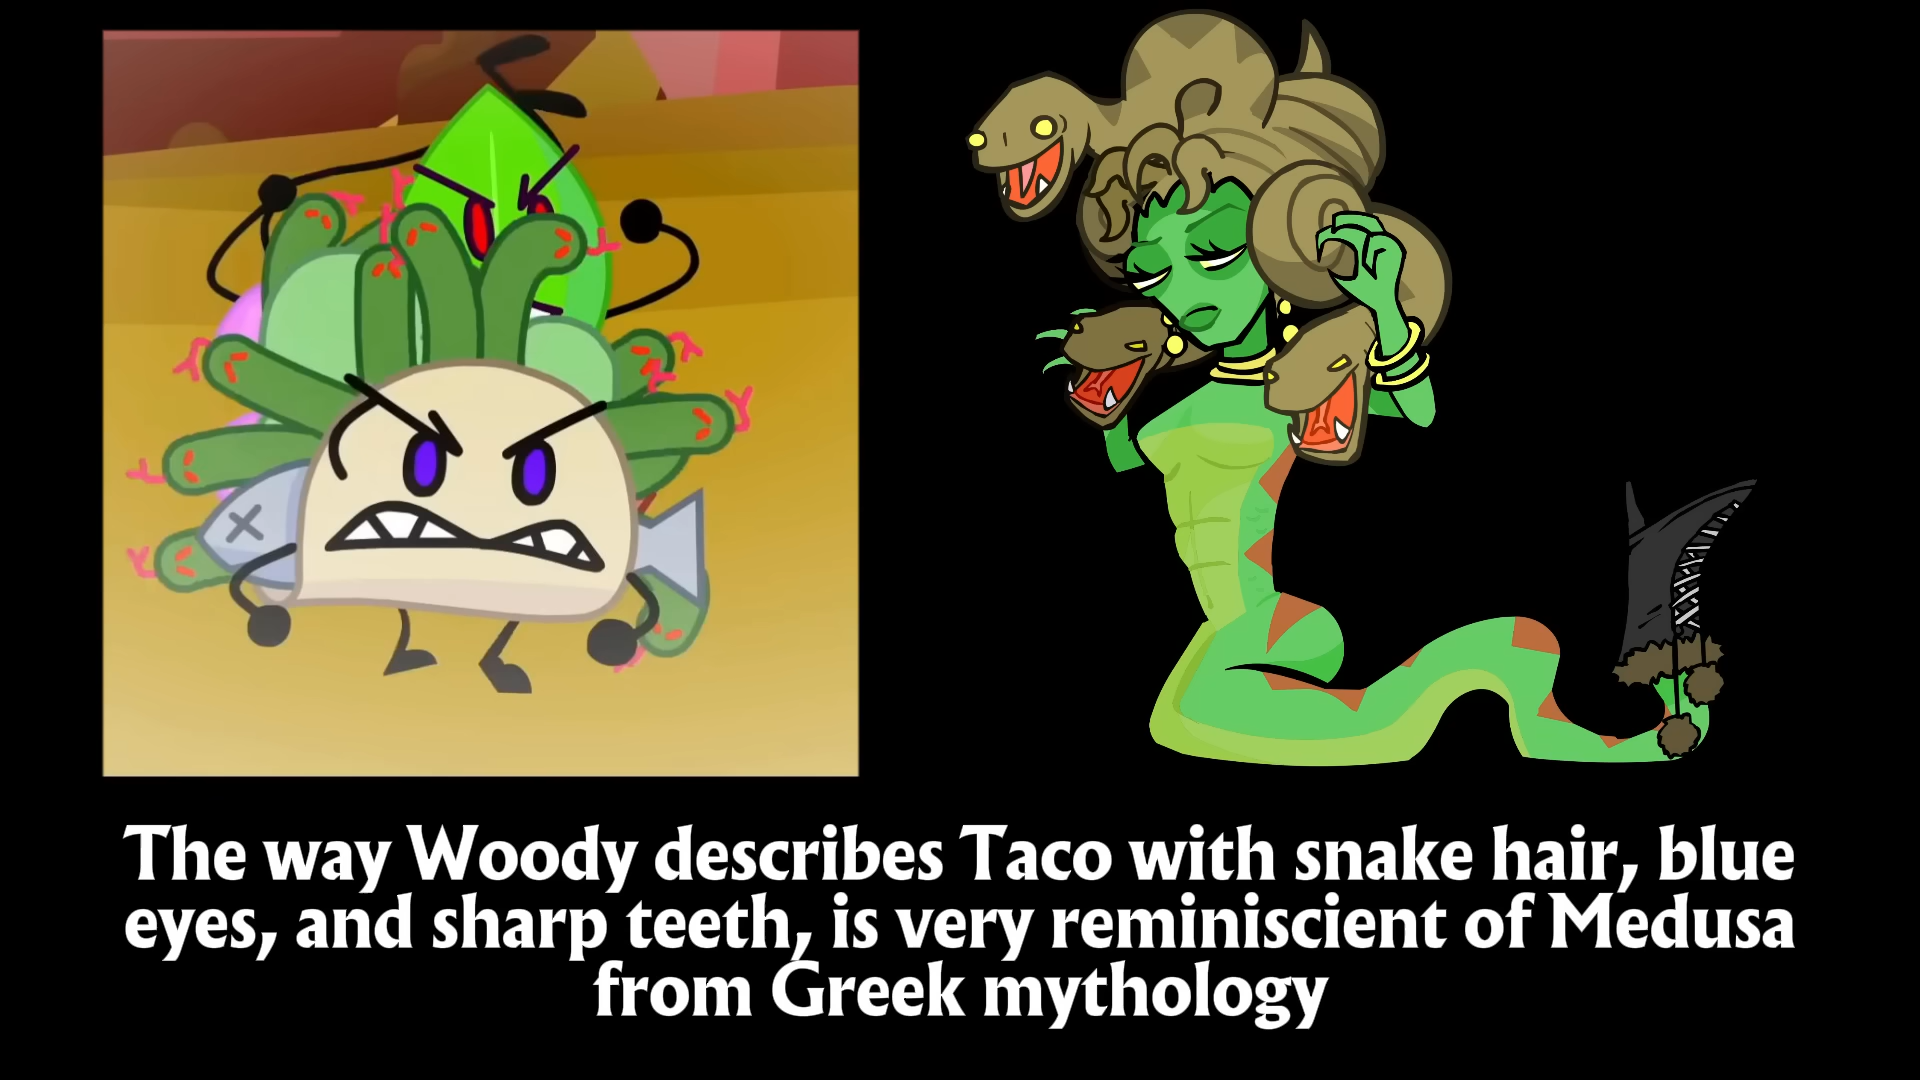 The way Woody describes Taco with snake hair, blue
eyes, and sharp teeth, is very reminiscient of Medusa
from Greek mythology